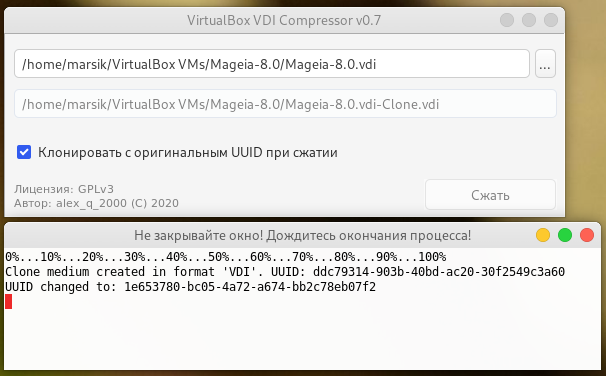 VirtualBox VDI Compressor v0.7
/home/marsik/VirtualBox VMs/Mageia-8.0/Mageia-8.0.vdi
...
/home/marsik/VirtualBox VMs/Mageia-8.0/Mageia-8.0.vdi-Clone.vdi
Клонировать с оригинальным UUID при сжатии
Лицензия: GPLv3
Автор: alex_q_2000 (C) 2020
Сжать
Не закрывайте окно! Дождитесь окончания процесса!
0%...10%...20%...30%...40%...50%...60%...70%...80%...90%...100%
Clone medium created in format 'VDI'. UUID: ddc79314-903b-40bd-ac20-30f2549c3a60
UUID changed to: 1e653780-bc05-4a72-a674-bb2c78eb07f2